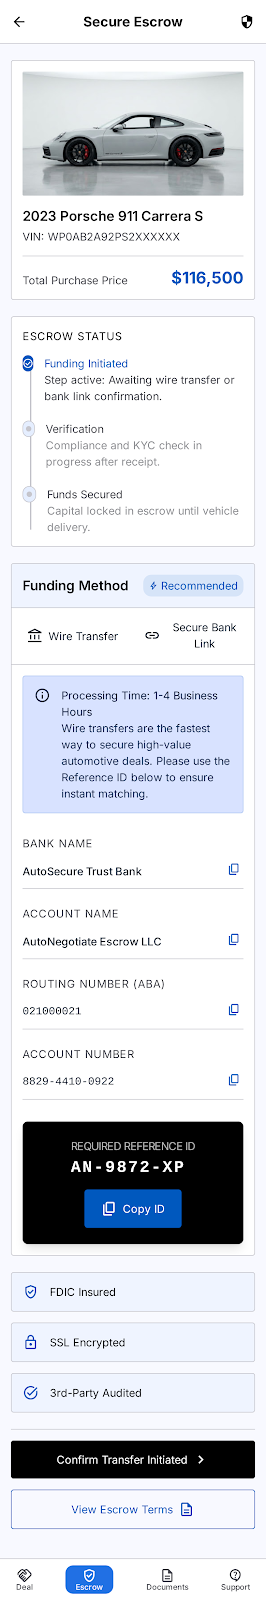 Secure Escrow
2023 Porsche 911 Carrera S
VIN: WP0AB2A92PS2XXXXXX
Total Purchase Price
$116,500
ESCROW STATUS
Funding Initiated
Step active: Awaiting wire transfer or
bank link confirmation.
Verification
Compliance and KYC check in
progress after receipt.
Funds Secured
Capital locked in escrow until vehicle
delivery.
Funding Method
Recommended
Wire Transfer
Secure Bank
Link
Processing Time: 1-4 Business
Hours
Wire transfers are the fastest
way to secure high-value
automotive deals. Please use the
Reference ID below to ensure
instant matching.
BANK NAME
AutoSecure Trust Bank
ACCOUNT NAME
AutoNegotiate Escrow LLC
ROUTING NUMBER (ABA)
021000021
ACCOUNT NUMBER
8829-4410-0922
REQUIRED REFERENCE ID
AN-9872-XP
Copy ID
FDIC Insured
SSL Encrypted
3rd-Party Audited
Confirm Transfer Initiated
View Escrow Terms
Deal
Escrow
Documents
Support